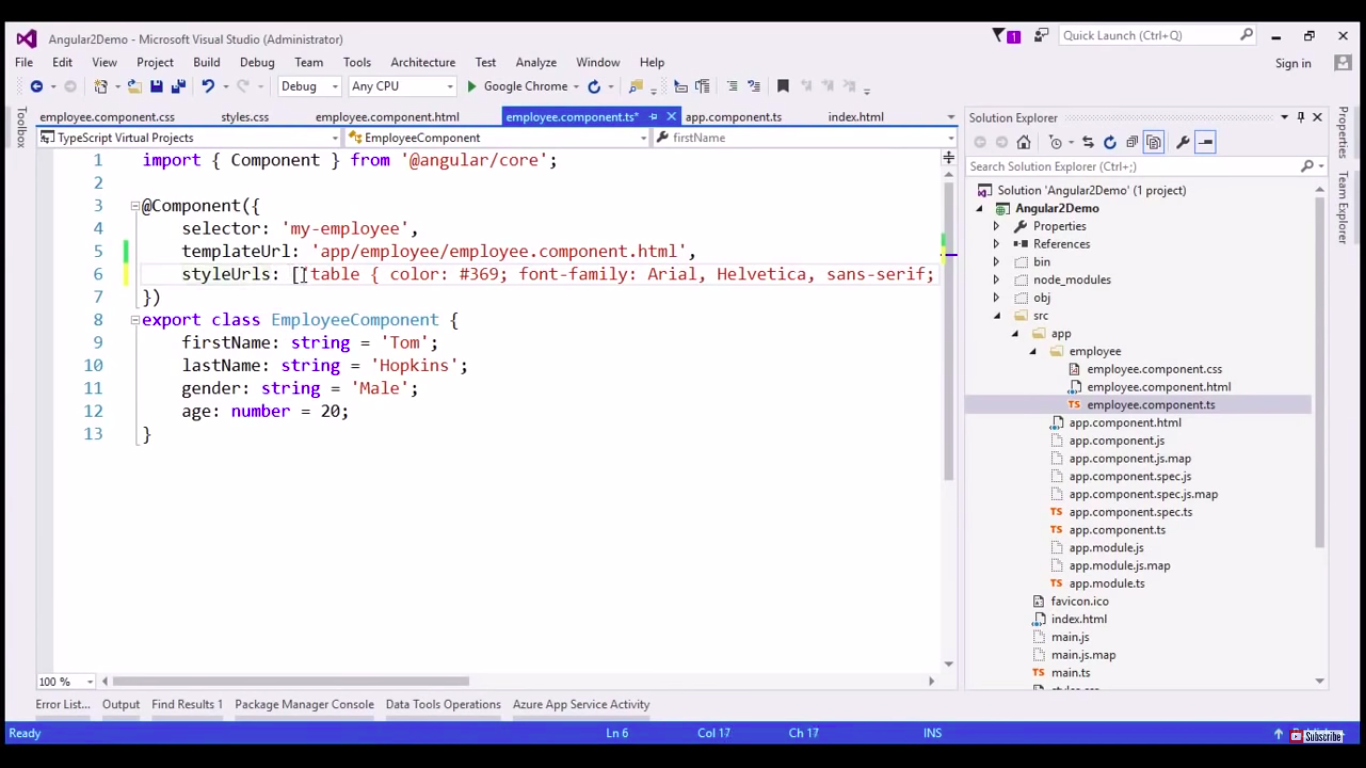 Angular2Demo - Microsoft Visual Studio (Administrator)
1
Quick Launch (Ctrl+Q)
File Edit View Project Build Debug Team Tools Architecture Test Analyze Window Help
Sign in
Debug Any CPU Google Chrome
Toolbox
employee.component.css styles.css employee.component.html employee.component.ts* app.component.ts index.html
TypeScript Virtual Projects EmployeeComponent firstName
1 import { Component } from '@angular/core';
2
3 @Component({
4 selector: 'my-employee',
5 templateUrl: 'app/employee/employee.component.html',
6 styleUrls: ['table { color: #369; font-family: Arial, Helvetica, sans-serif;
7 })
8 export class EmployeeComponent {
9 firstName: string = 'Tom';
10 lastName: string = 'Hopkins';
11 gender: string = 'Male';
12 age: number = 20;
13 }
100 %
Solution Explorer
Search Solution Explorer (Ctrl+;)
Solution 'Angular2Demo' (1 project)
Angular2Demo
Properties
References
bin
node_modules
obj
src
app
employee
employee.component.css
employee.component.html
TS employee.component.ts
app.component.html
app.component.js
app.component.js.map
app.component.spec.js
app.component.spec.js.map
TS app.component.spec.ts
TS app.component.ts
app.module.js
app.module.js.map
TS app.module.ts
favicon.ico
index.html
main.js
main.js.map
TS main.ts
Properties
Team Explorer
Error List... Output Find Results 1 Package Manager Console Data Tools Operations Azure App Service Activity
Ready Ln 6 Col 17 Ch 17 INS
Subscribe